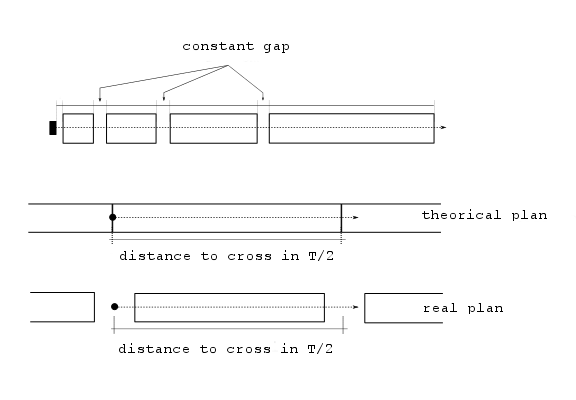 constant gap
theorical plan
distance to cross in T/2
real plan
distance to cross in T/2